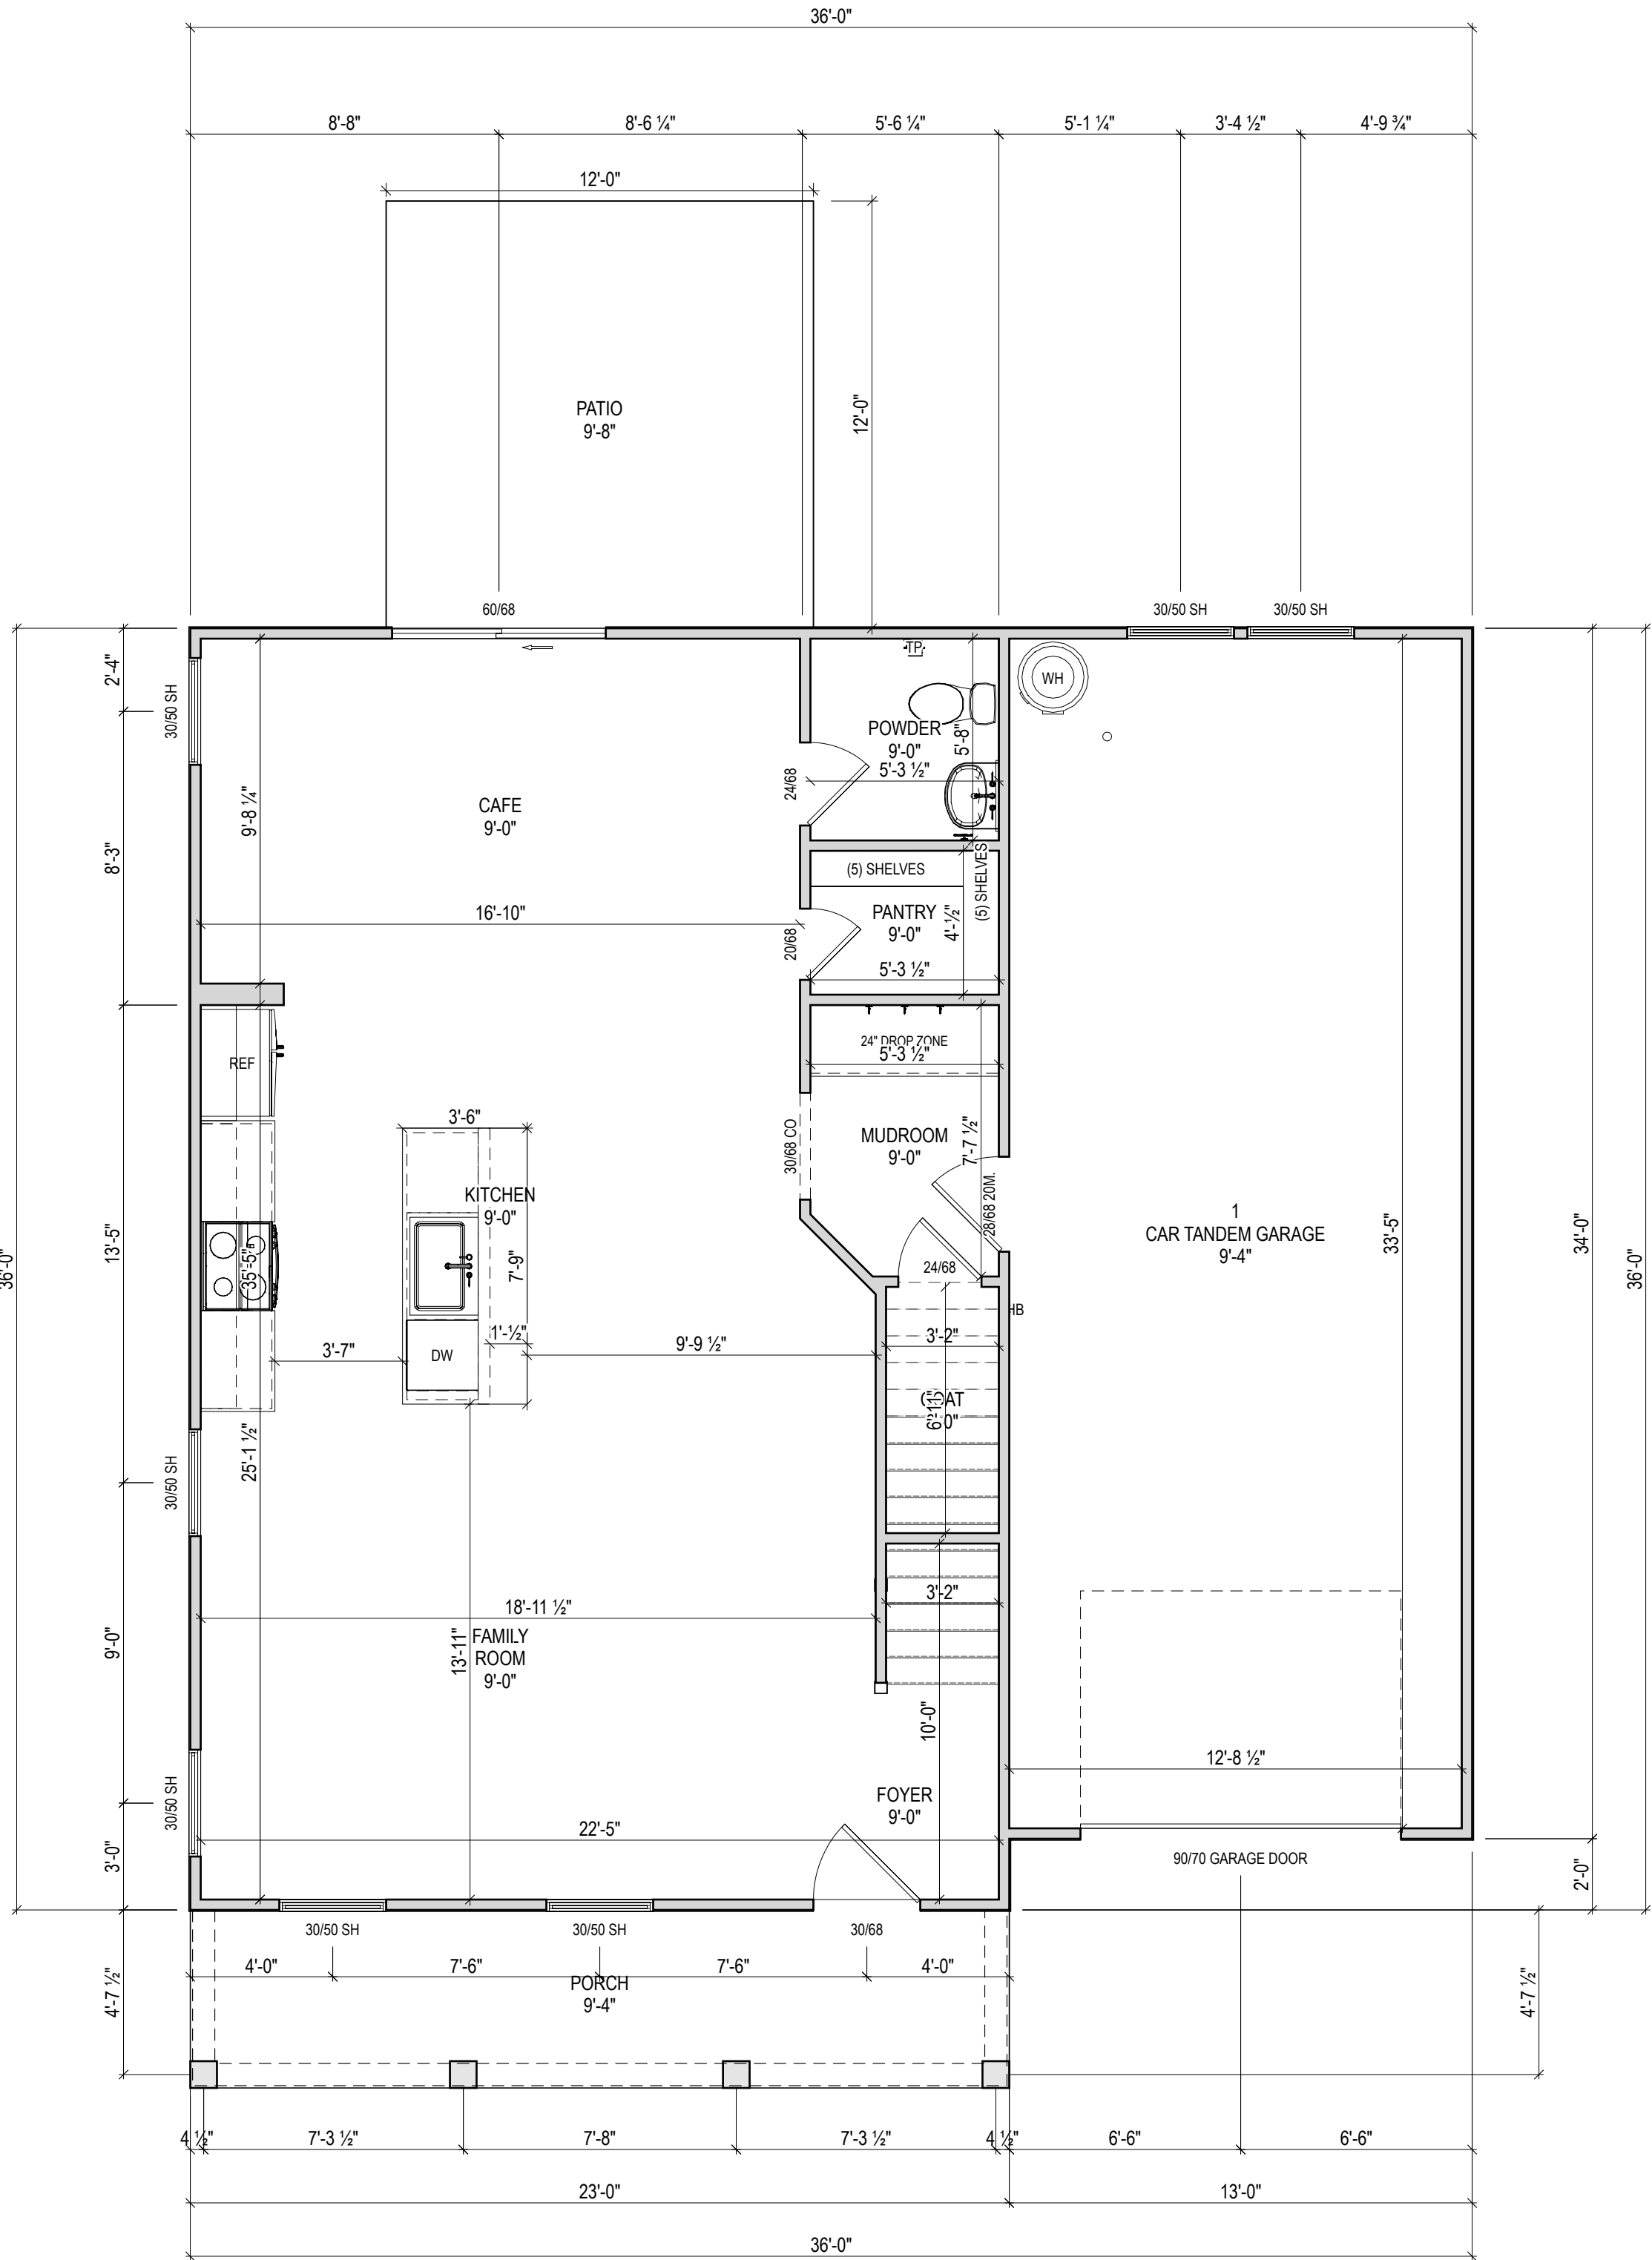 36'-0"
8'-8" 8'-6 ¼" 5'-6 ¼" 5'-1 ¼" 3'-4 ½" 4'-9 ¾"
12'-0"
PATIO
9'-8"
12'-0"
60/68
30/50 SH 30/50 SH
2'-4"
30/50 SH
TP
WH
POWDER
9'-0"
5'-8"
5'-3 ½"
24/68
CAFE
9'-0"
9'-8 ¼"
8'-3"
(5) SHELVES
(5) SHELVES
PANTRY
9'-0"
4'-½"
16'-10"
20/68
5'-3 ½"
24" DROP ZONE
5'-3 ½"
REF
3'-6"
30/68 CO
MUDROOM
9'-0"
7'-7 ½"
KITCHEN
9'-0"
28/68 20M.
1
CAR TANDEM GARAGE
9'-4"
33'-5"
34'-0"
36'-0"
36'-0"
13'-5"
35'-5"
7'-9"
24/68
HB
1'-½"
3'-7"
DW
9'-9 ½"
3'-2"
6'-11"
25'-1 ½"
30/50 SH
3'-2"
18'-11 ½"
FAMILY
ROOM
9'-0"
13'-11"
9'-0"
10'-0"
12'-8 ½"
FOYER
9'-0"
30/50 SH
22'-5"
3'-0"
90/70 GARAGE DOOR
2'-0"
30/50 SH 30/50 SH 30/68
4'-0" 7'-6" 7'-6" 4'-0"
PORCH
9'-4"
4'-7 ½"
4'-7 ½"
4 ½" 7'-3 ½" 7'-8" 7'-3 ½" 4 ½" 6'-6" 6'-6"
23'-0" 13'-0"
36'-0"